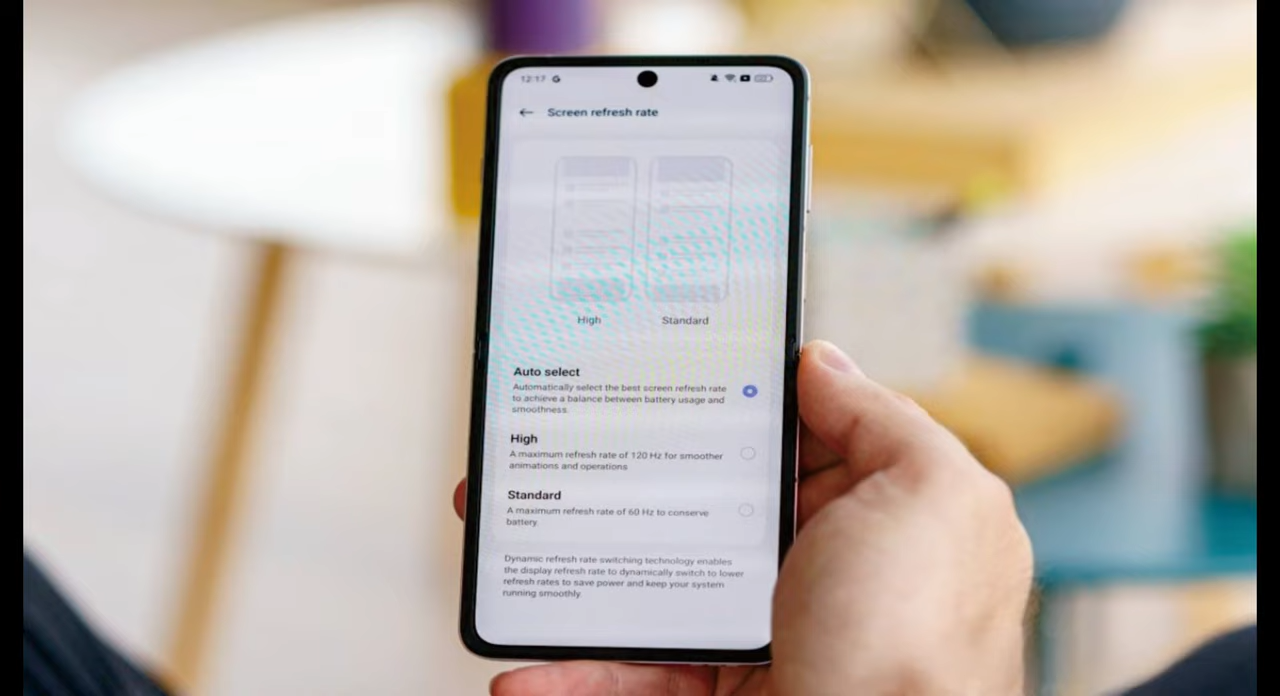 12:17 G
Screen refresh rate
High Standard
Auto select
Automatically select the best screen refresh rate
to achieve a balance between battery usage and
smoothness.
High
A maximum refresh rate of 120 Hz for smoother
animations and operations
Standard
A maximum refresh rate of 60 Hz to conserve
battery.
Dynamic refresh rate switching technology enables
the display refresh rate to dynamically switch to lower
refresh rates to save power and keep your system
running smoothly.